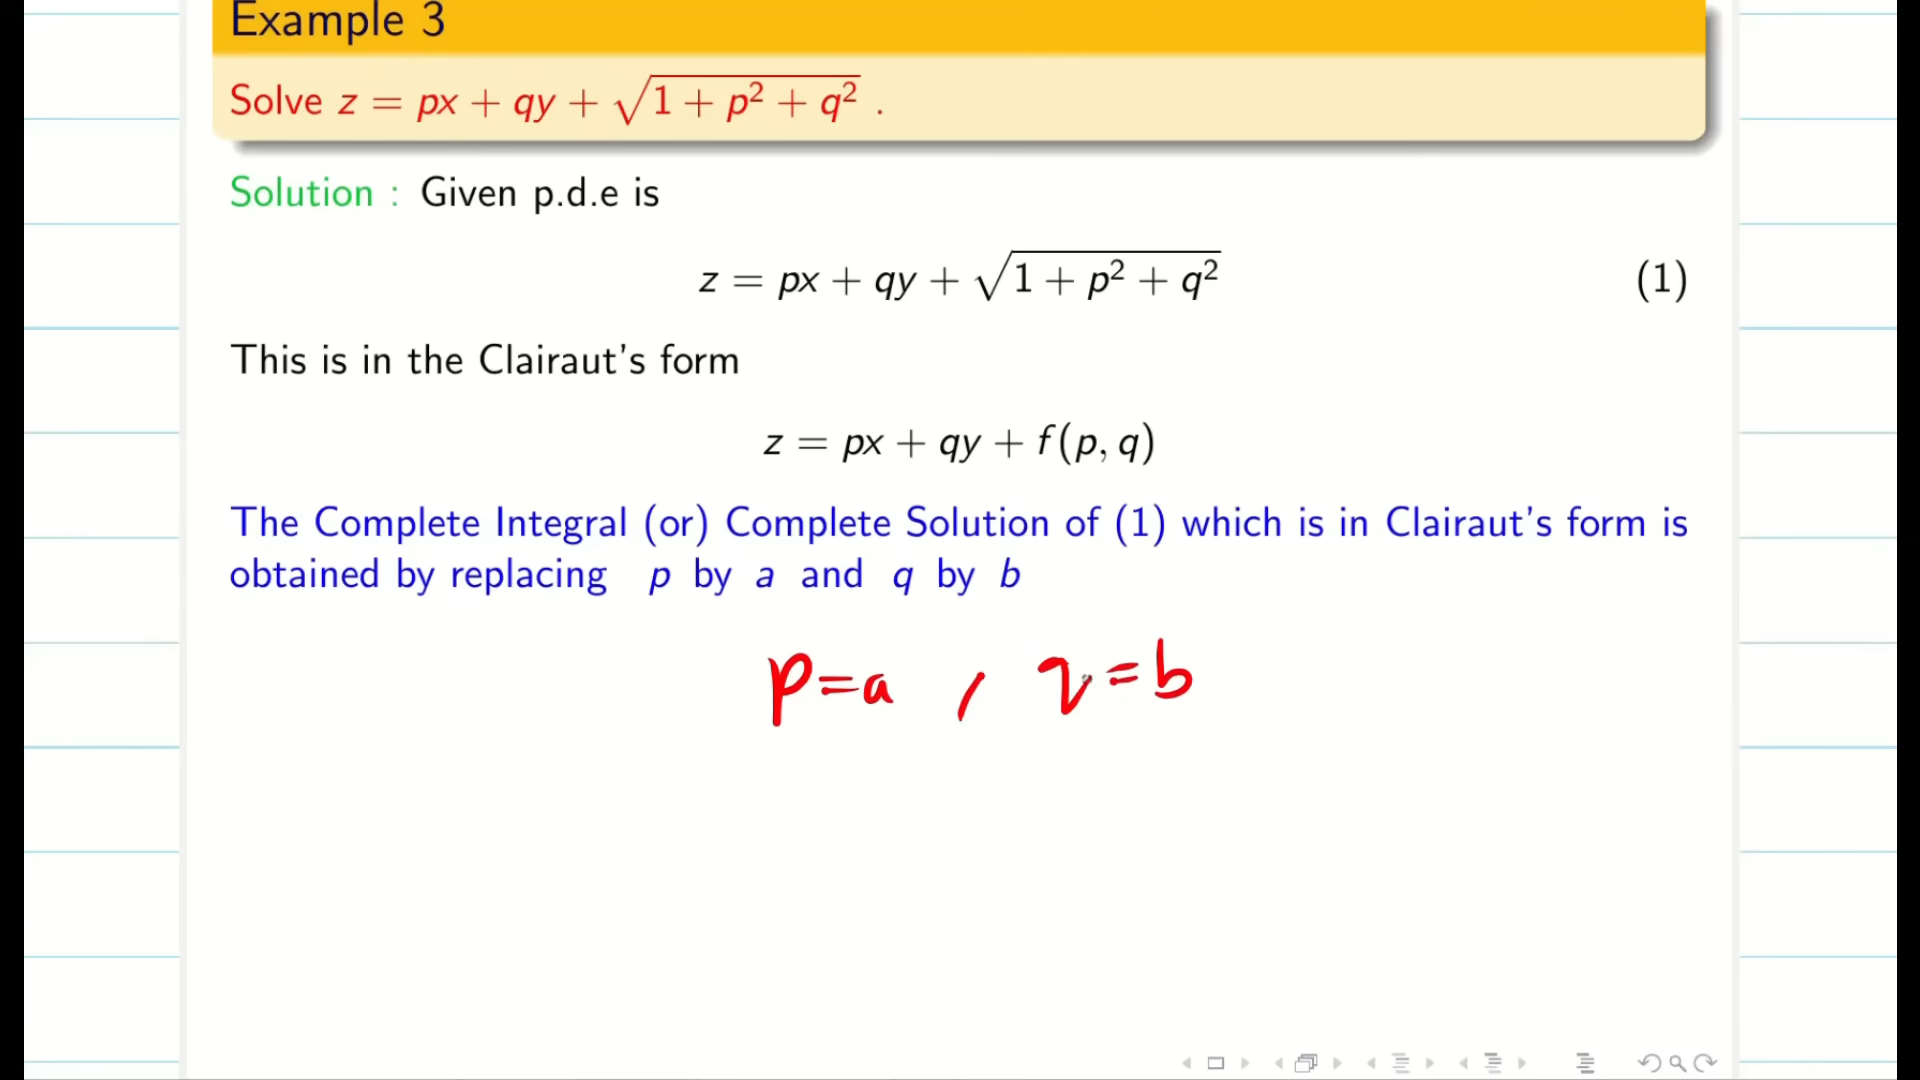 Example 3
Solve z = px + qy + √(1 + p² + q²) .
Solution : Given p.d.e is
z = px + qy + √(1 + p² + q²) (1)
This is in the Clairaut's form
z = px + qy + f(p, q)
The Complete Integral (or) Complete Solution of (1) which is in Clairaut's form is
obtained by replacing p by a and q by b
p=a , q=b